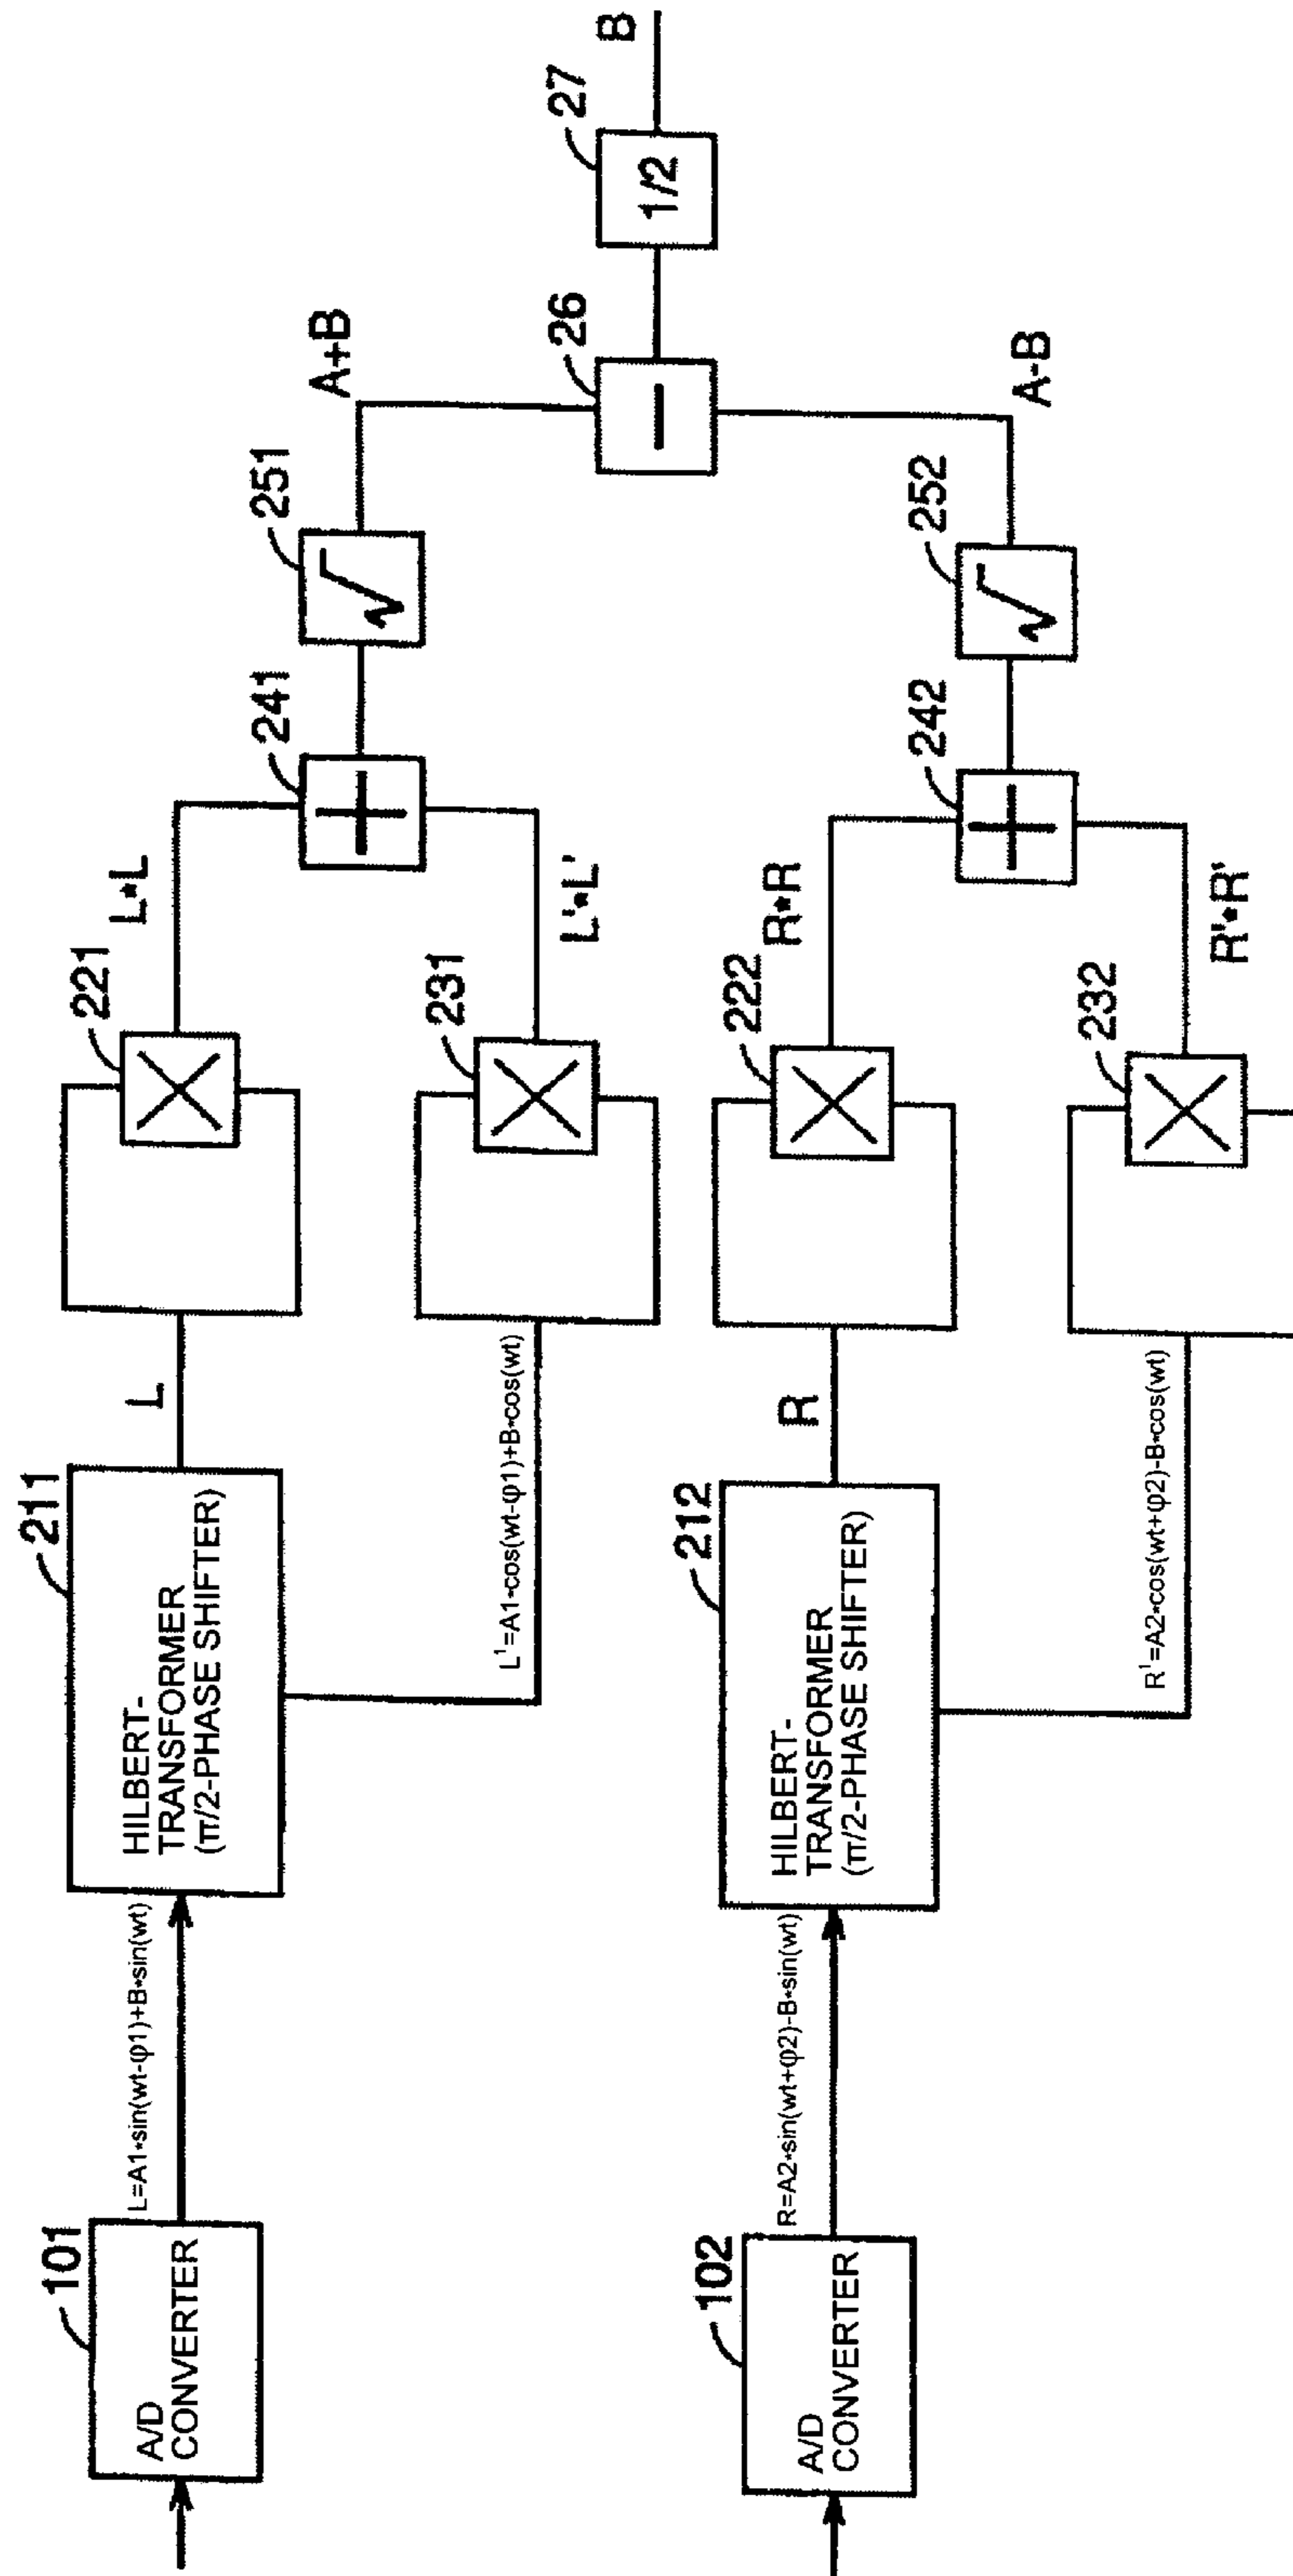 101
A/D
CONVERTER
L=A1*sin(wt-φ1)+B*sin(wt)
211
HILBERT-
TRANSFORMER
(π/2-PHASE SHIFTER)
L
L¹=A1*cos(wt-φ1)+B*cos(wt)
221
L*L
231
L'*L'
241
251
√
A+B
102
A/D
CONVERTER
R=A2*sin(wt+φ2)-B*sin(wt)
212
HILBERT-
TRANSFORMER
(π/2-PHASE SHIFTER)
R
R¹=A2*cos(wt+φ2)-B*cos(wt)
222
R*R
232
R'*R'
242
252
√
A-B
26
27
1/2
B